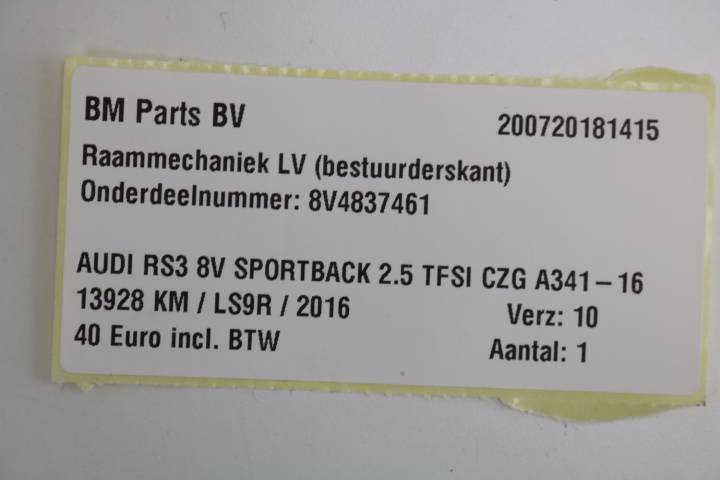 BM Parts BV 200720181415
Raammechaniek LV (bestuurderskant)
Onderdeelnummer: 8V4837461
AUDI RS3 8V SPORTBACK 2.5 TFSI CZG A341-16
13928 KM / LS9R / 2016 Verz: 10
40 Euro incl. BTW Aantal: 1